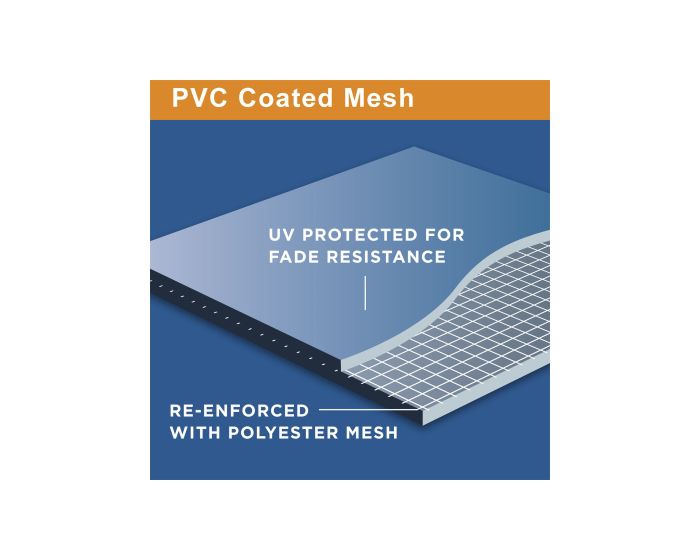 PVC Coated Mesh
UV PROTECTED FOR
FADE RESISTANCE
RE-ENFORCED
WITH POLYESTER MESH